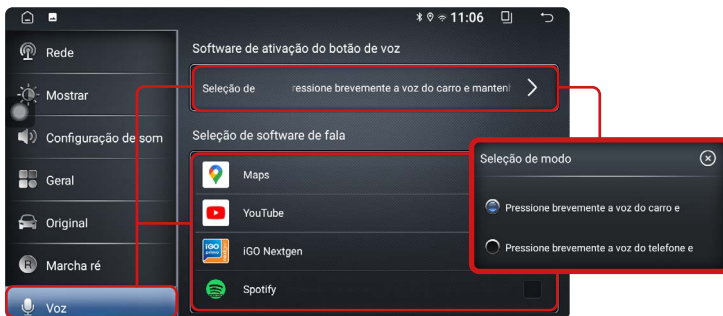 11:06
Rede
Mostrar
Configuração de som
Geral
Original
R Marcha ré
Voz
Software de ativação do botão de voz
Seleção de ressione brevemente a voz do carro e manten
Seleção de software de fala
Maps
YouTube
iGO Nextgen
Spotify
Seleção de modo
Pressione brevemente a voz do carro e
Pressione brevemente a voz do telefone e